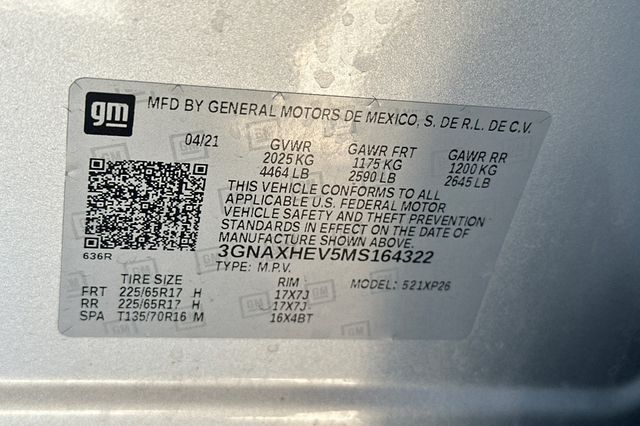 gm
MFD BY GENERAL MOTORS DE MEXICO, S. DE R.L. DE C.V.
04/21 GVWR GAWR FRT GAWR RR
2025 KG 1175 KG 1200 KG
4464 LB 2590 LB 2645 LB
THIS VEHICLE CONFORMS TO ALL
APPLICABLE U.S. FEDERAL MOTOR
VEHICLE SAFETY AND THEFT PREVENTION
STANDARDS IN EFFECT ON THE DATE OF
MANUFACTURE SHOWN ABOVE.
636R 3GNAXHEV5MS164322
TYPE: M.P.V. MODEL: 521XP26
TIRE SIZE RIM
FRT 225/65R17 H 17X7J
RR 225/65R17 H 17X7J
SPA T135/70R16 M 16X4BT